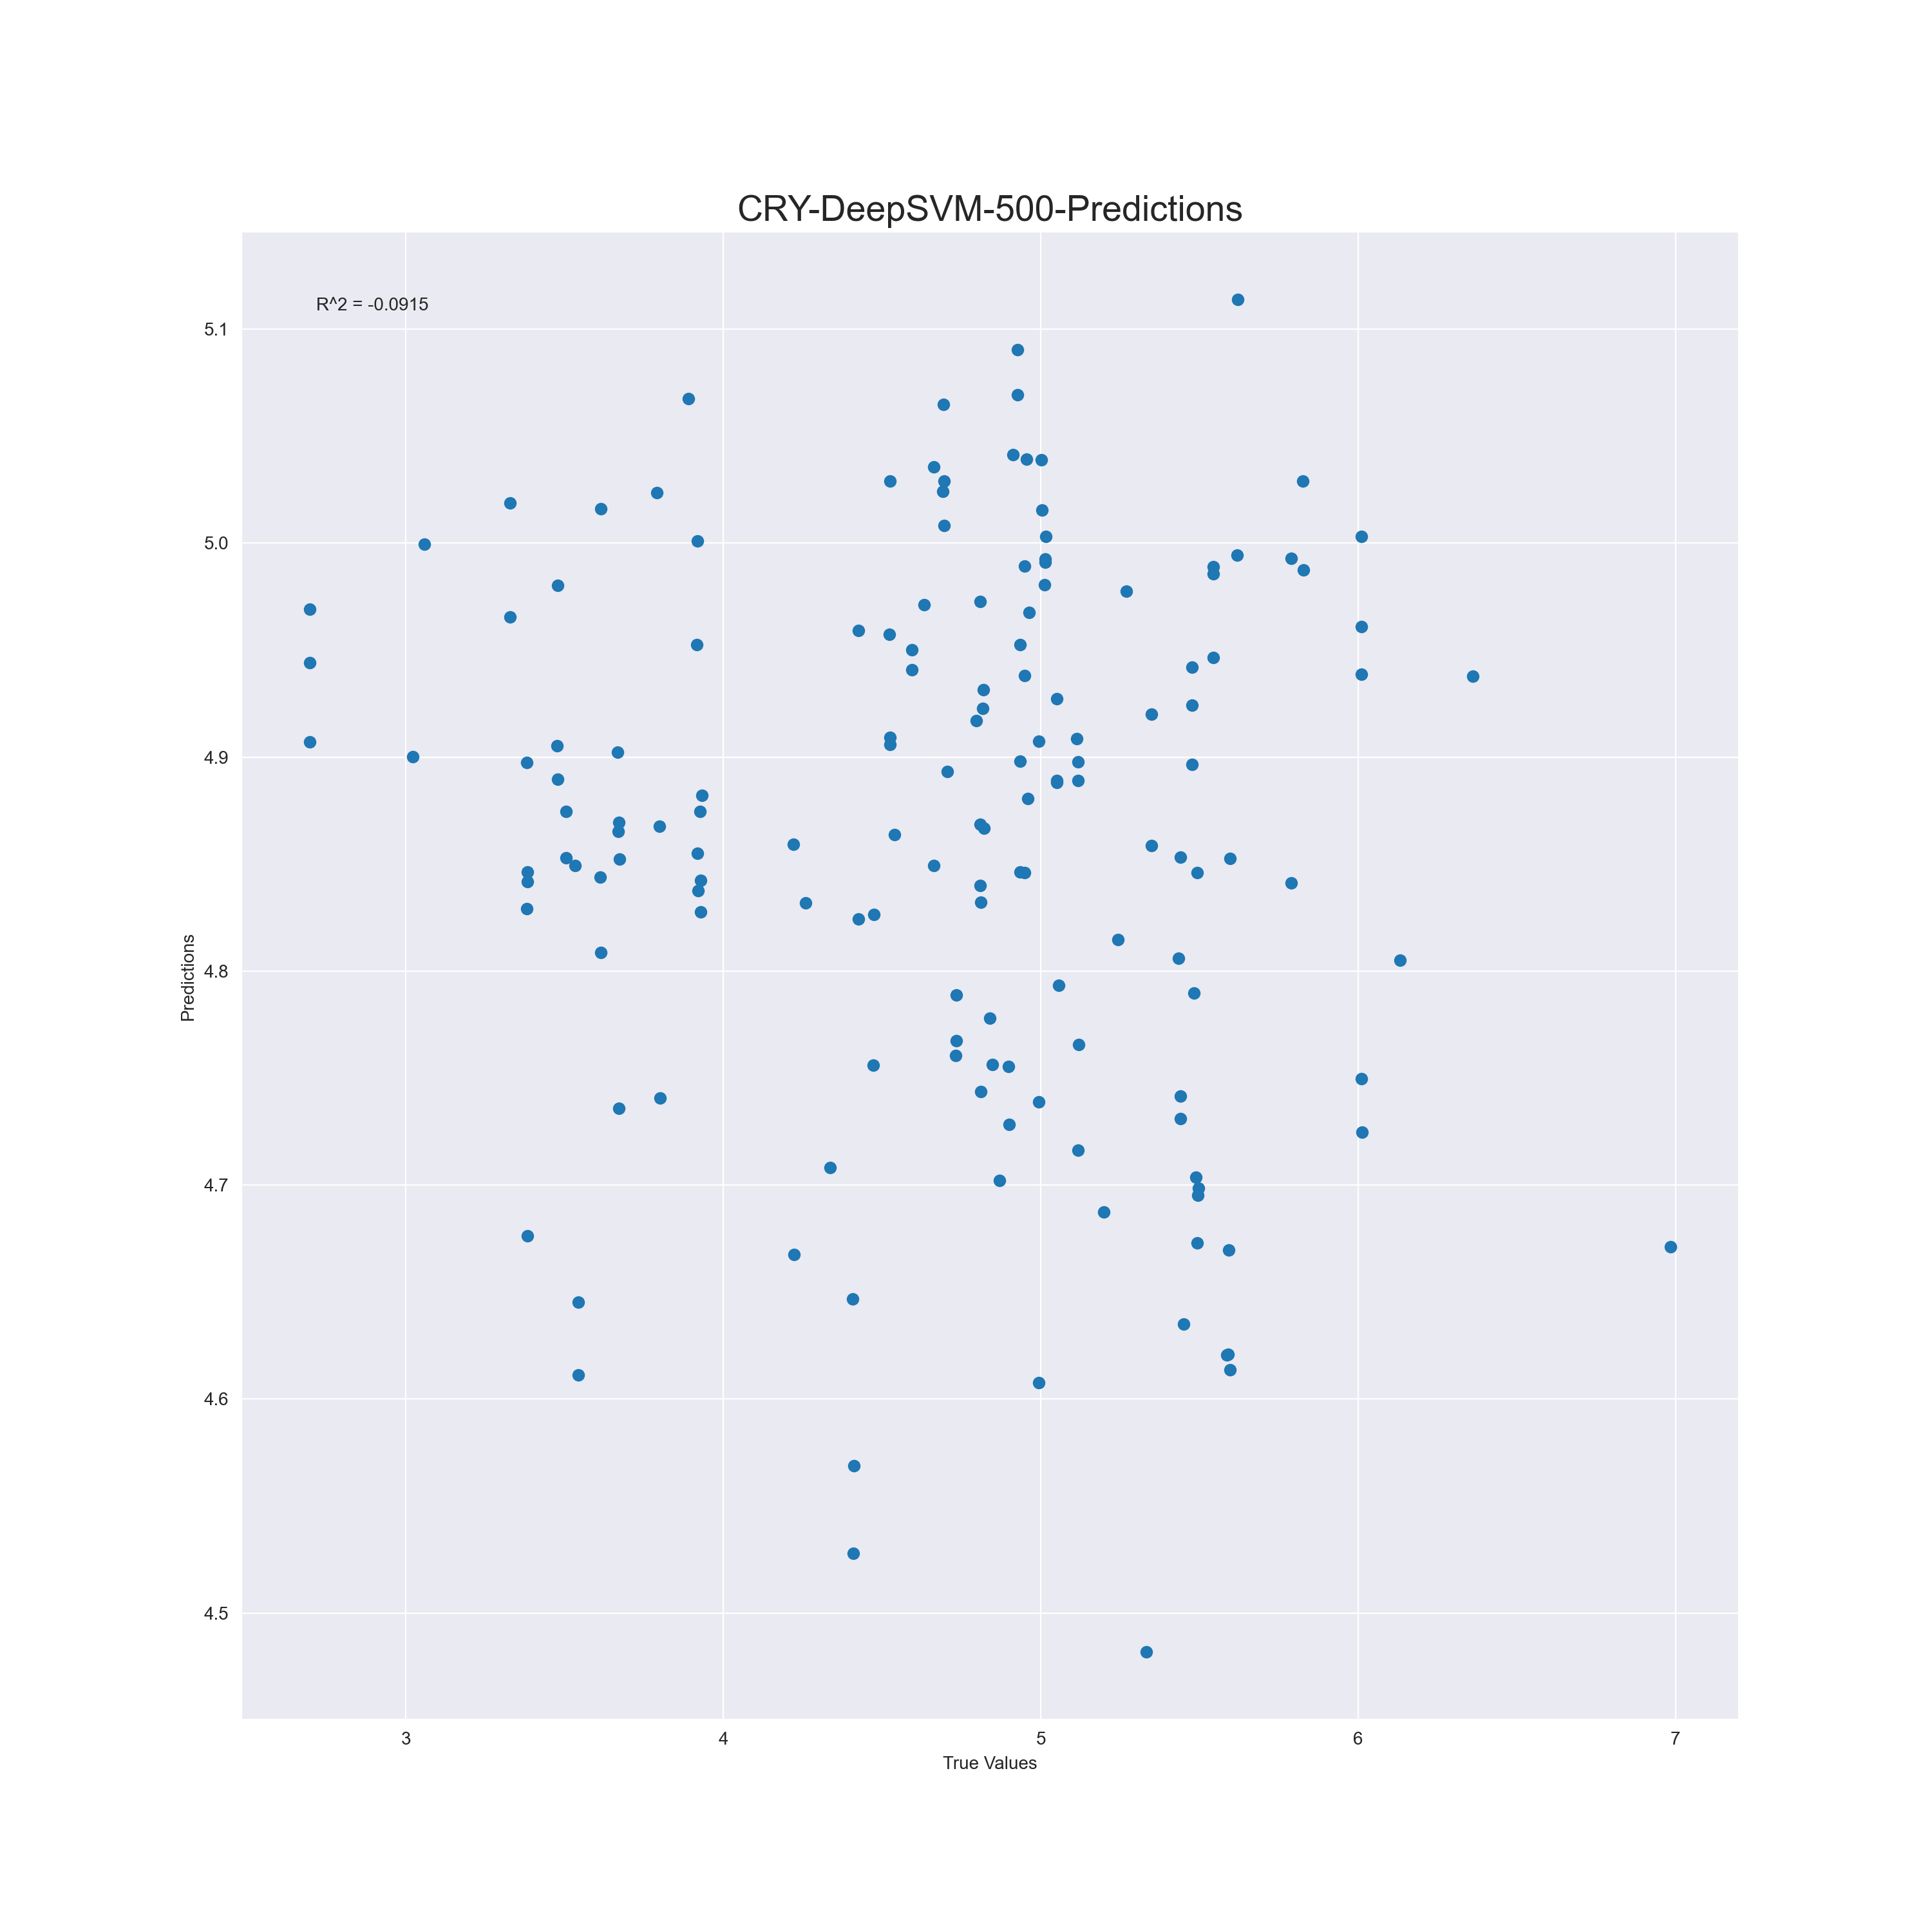 CRY-DeepSVM-500-Predictions
R^2 = -0.0915
5.1
5.0
4.9
4.8
4.7
4.6
4.5
Predictions
3 4 5 6 7
True Values